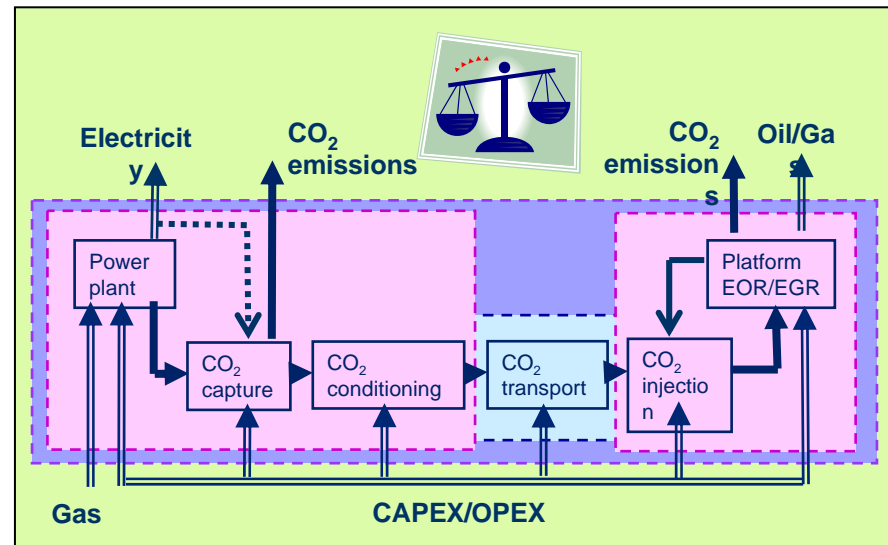 Electricit
y
CO2
emissions
CO2
emission
s
Oil/Ga
s
Power
plant
Platform
EOR/EGR
CO2
capture
CO2
conditioning
CO2
transport
CO2
injectio
n
Gas
CAPEX/OPEX